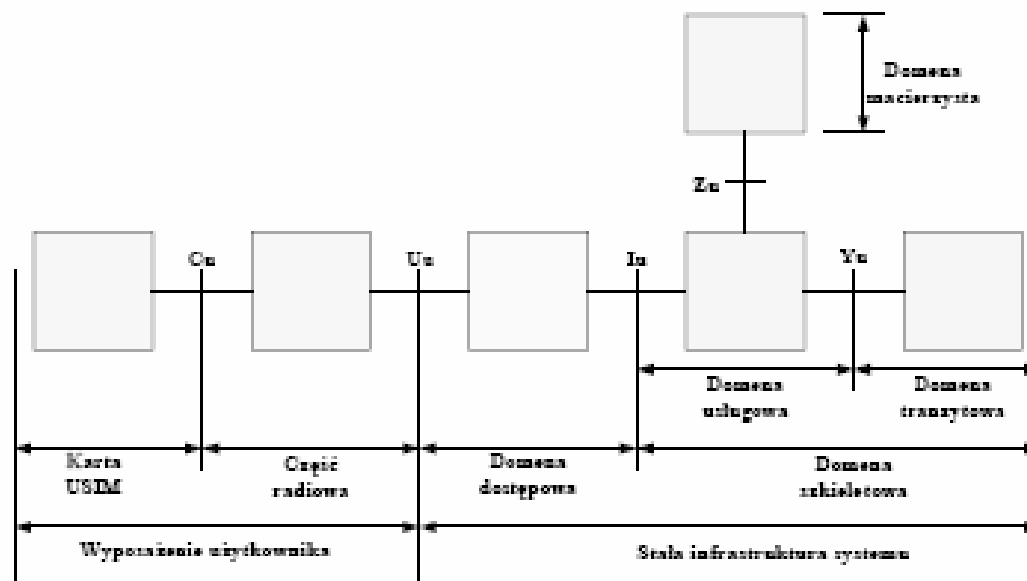 Domena
macierzysta
Zu
Cu
Uu
Iu
Yu
Domena
usługowa
Domena
tranzytowa
Karta
USIM
Część
radiowa
Domena
dostępowa
Domena
szkieletowa
Wyposażenie użytkownika
Stała infrastruktura systemu